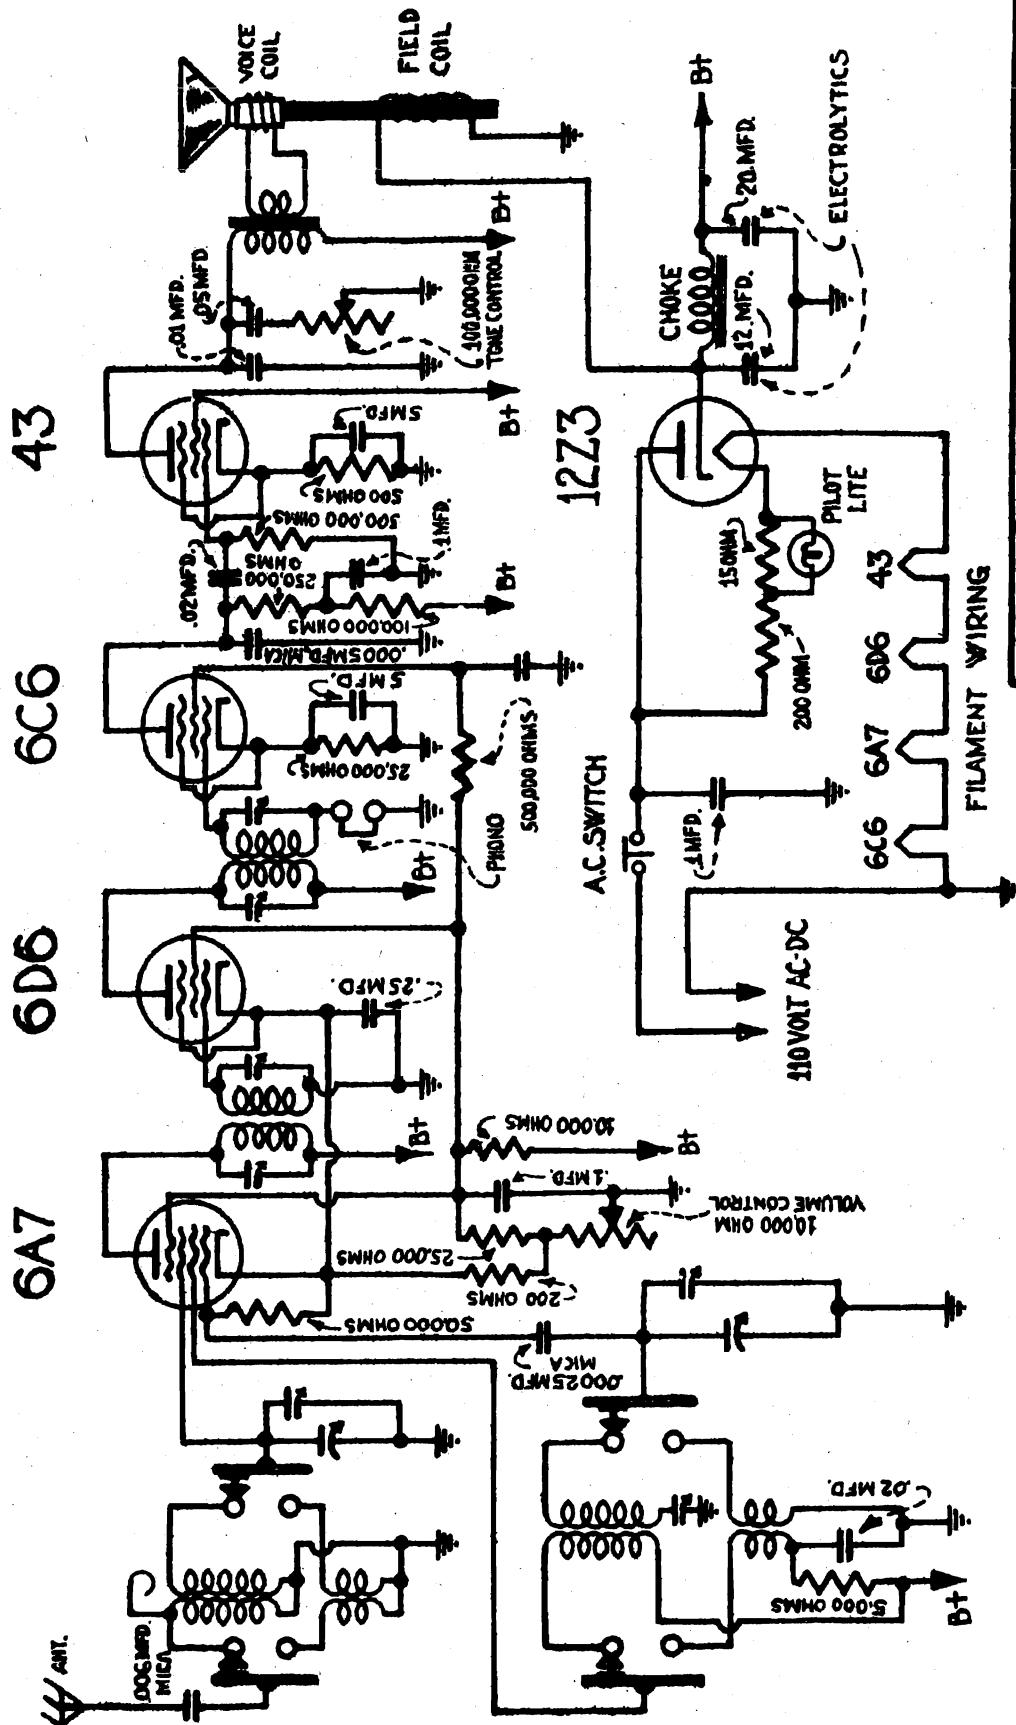 6A7
6D6
6C6
43
ANT.
.006 MFD.
MICA
50,000 OHMS
.00025 MFD.
MICA
200 OHMS
25,000 OHMS
10,000 OHM
VOLUME CONTROL
.1 MFD.
10,000 OHMS
B+
B+
.25 MFD.
B+
PHONO
500,000 OHMS
25,000 OHMS
5 MFD.
.0005 MFD. MICA
100,000 OHMS
250,000
OHMS
.02 MFD.
500,000 OHMS
.1 MFD.
B+
500 OHMS
5 MFD.
B+
.01 MFD.
.05 MFD
100,000 OHM
TONE CONTROL
B+
VOICE
COIL
FIELD
COIL
.02 MFD.
5,000 OHMS
B+
110 VOLT AC-DC
A.C. SWITCH
.1 MFD.
200 OHM
150HM
PILOT
LITE
12Z3
CHOKE
12. MFD.
20. MFD.
B+
ELECTROLYTICS
6C6
6A7
6D6
43
FILAMENT WIRING